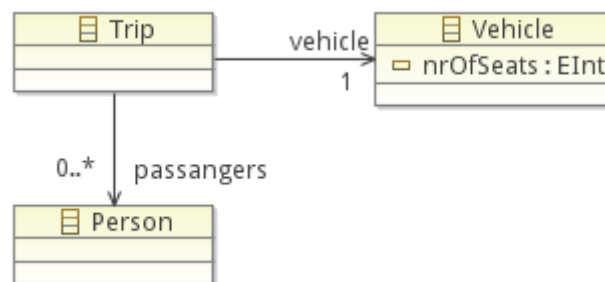 Trip
vehicle
1
Vehicle
nrOfSeats : EInt
0..*
passangers
Person